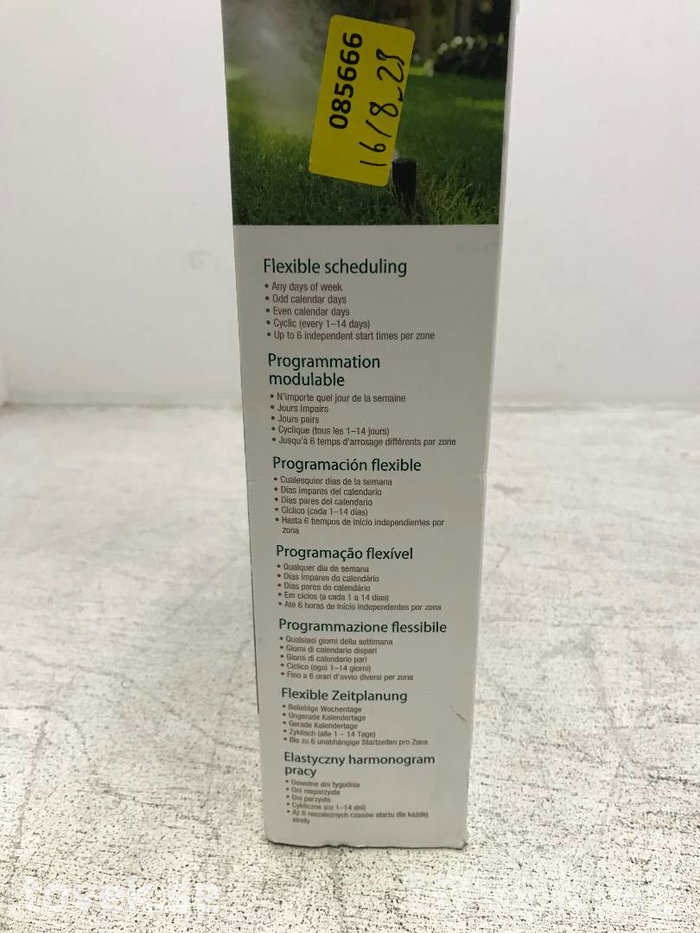 085666
16/8-23
Flexible scheduling
• Any days of week
• Odd calendar days
• Even calendar days
• Cyclic (every 1–14 days)
• Up to 6 independent start times per zone
Programmation
modulable
• N'importe quel jour de la semaine
• Jours impairs
• Jours pairs
• Cyclique (tous les 1–14 jours)
• Jusqu'à 6 temps d'arrosage différents par zone
Programación flexible
• Cualesquier días de la semana
• Días impares del calendario
• Días pares del calendario
• Cíclico (cada 1–14 días)
• Hasta 6 tiempos de inicio independientes por
zona
Programação flexível
• Qualquer dia da semana
• Dias ímpares do calendário
• Dias pares do calendário
• Em ciclos (a cada 1 a 14 dias)
• Até 6 horas de início independentes por zona
Programmazione flessibile
• Qualsiasi giorni della settimana
• Giorni di calendario dispari
• Giorni di calendario pari
• Ciclico (ogni 1–14 giorni)
• Fino a 6 orari d'avvio diversi per zona
Flexible Zeitplanung
• Beliebige Wochentage
• Ungerade Kalendertage
• Gerade Kalendertage
• Zyklisch (alle 1 – 14 Tage)
• Bis zu 6 unabhängige Startzeiten pro Zone
Elastyczny harmonogram
pracy
• Dowolne dni tygodnia
• Dni nieparzyste
• Dni parzyste
• Cykliczne (co 1–14 dni)
• Aż 6 niezależnych czasów startu dla każdej
strefy